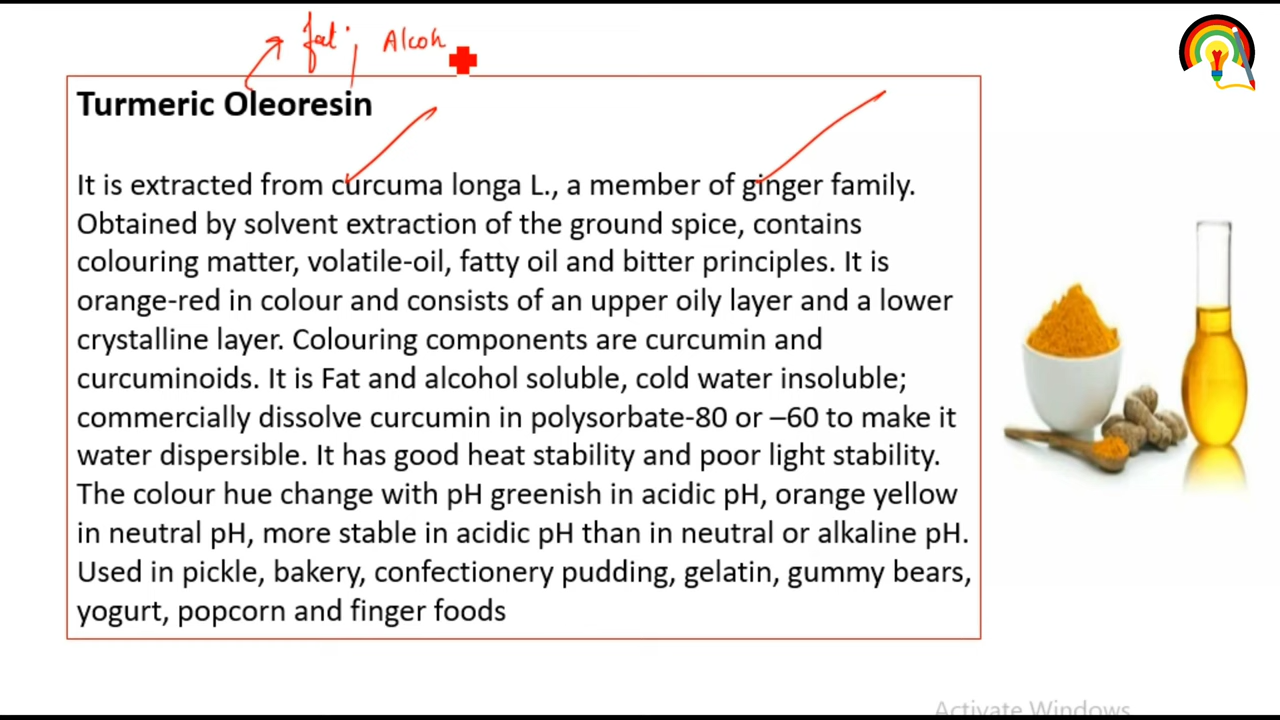 fat, Alcoh
Turmeric Oleoresin
It is extracted from curcuma longa L., a member of ginger family.
Obtained by solvent extraction of the ground spice, contains
colouring matter, volatile-oil, fatty oil and bitter principles. It is
orange-red in colour and consists of an upper oily layer and a lower
crystalline layer. Colouring components are curcumin and
curcuminoids. It is Fat and alcohol soluble, cold water insoluble;
commercially dissolve curcumin in polysorbate-80 or –60 to make it
water dispersible. It has good heat stability and poor light stability.
The colour hue change with pH greenish in acidic pH, orange yellow
in neutral pH, more stable in acidic pH than in neutral or alkaline pH.
Used in pickle, bakery, confectionery pudding, gelatin, gummy bears,
yogurt, popcorn and finger foods
Activate Windows